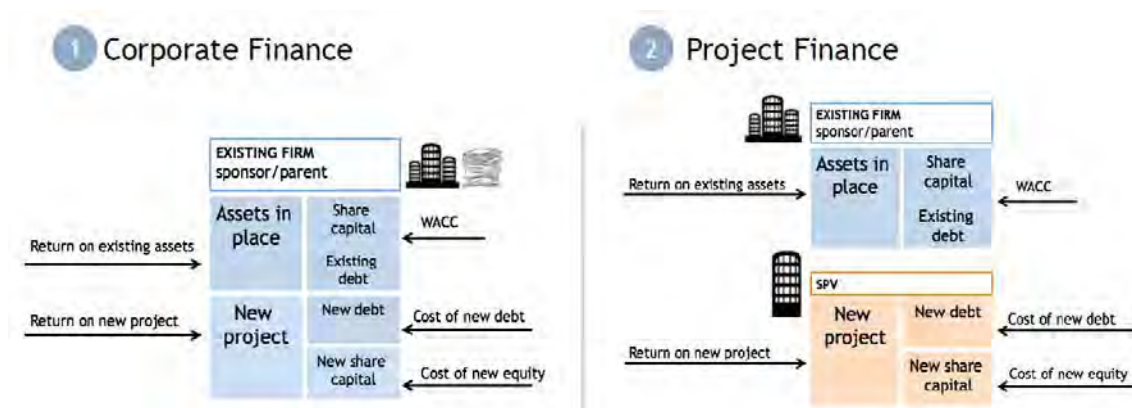 1 Corporate Finance
EXISTING FIRM
sponsor/parent
Assets in
place
Share
capital
Existing
debt
WACC
Return on existing assets
New
project
New debt
New share
capital
Return on new project
Cost of new debt
Cost of new equity
2 Project Finance
EXISTING FIRM
sponsor/parent
Assets in
place
Share
capital
Existing
debt
Return on existing assets
WACC
SPV
New
project
New debt
New share
capital
Return on new project
Cost of new debt
Cost of new equity